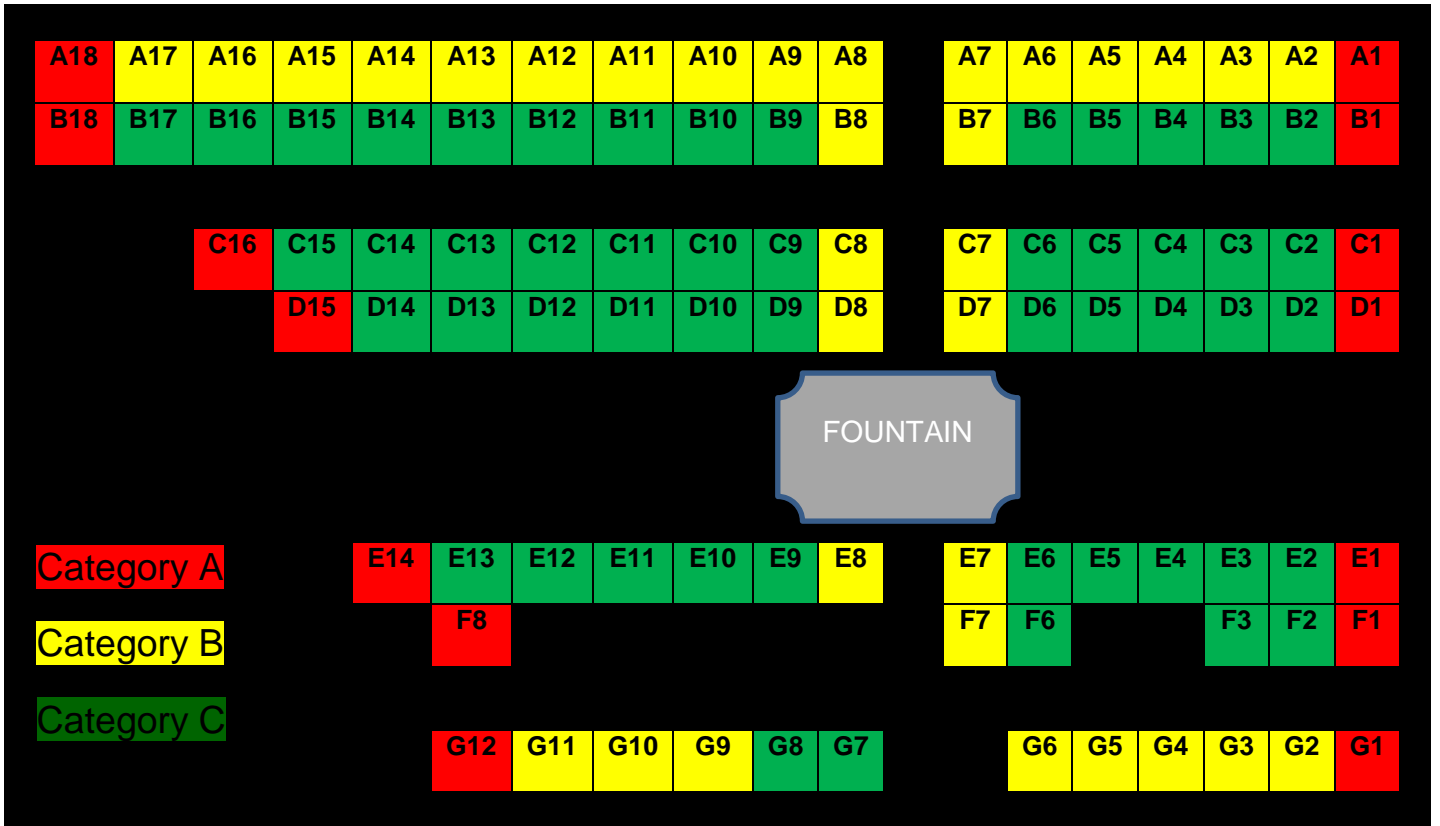 A18 A17 A16 A15 A14 A13 A12 A11 A10 A9 A8 A7 A6 A5 A4 A3 A2 A1
B18 B17 B16 B15 B14 B13 B12 B11 B10 B9 B8 B7 B6 B5 B4 B3 B2 B1
C16 C15 C14 C13 C12 C11 C10 C9 C8 C7 C6 C5 C4 C3 C2 C1
D15 D14 D13 D12 D11 D10 D9 D8 D7 D6 D5 D4 D3 D2 D1
FOUNTAIN
Category A
E14 E13 E12 E11 E10 E9 E8 E7 E6 E5 E4 E3 E2 E1
Category B
F8 F7 F6 F3 F2 F1
Category C
G12 G11 G10 G9 G8 G7 G6 G5 G4 G3 G2 G1